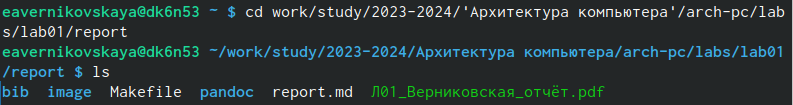 eavernikovskaya@dk6n53 ~ $ cd work/study/2023-2024/'Архитектура компьютера'/arch-pc/lab
s/lab01/report
eavernikovskaya@dk6n53 ~/work/study/2023-2024/Архитектура компьютера/arch-pc/labs/lab01
/report $ ls
bib  image  Makefile  pandoc  report.md  Л01_Верниковская_отчёт.pdf